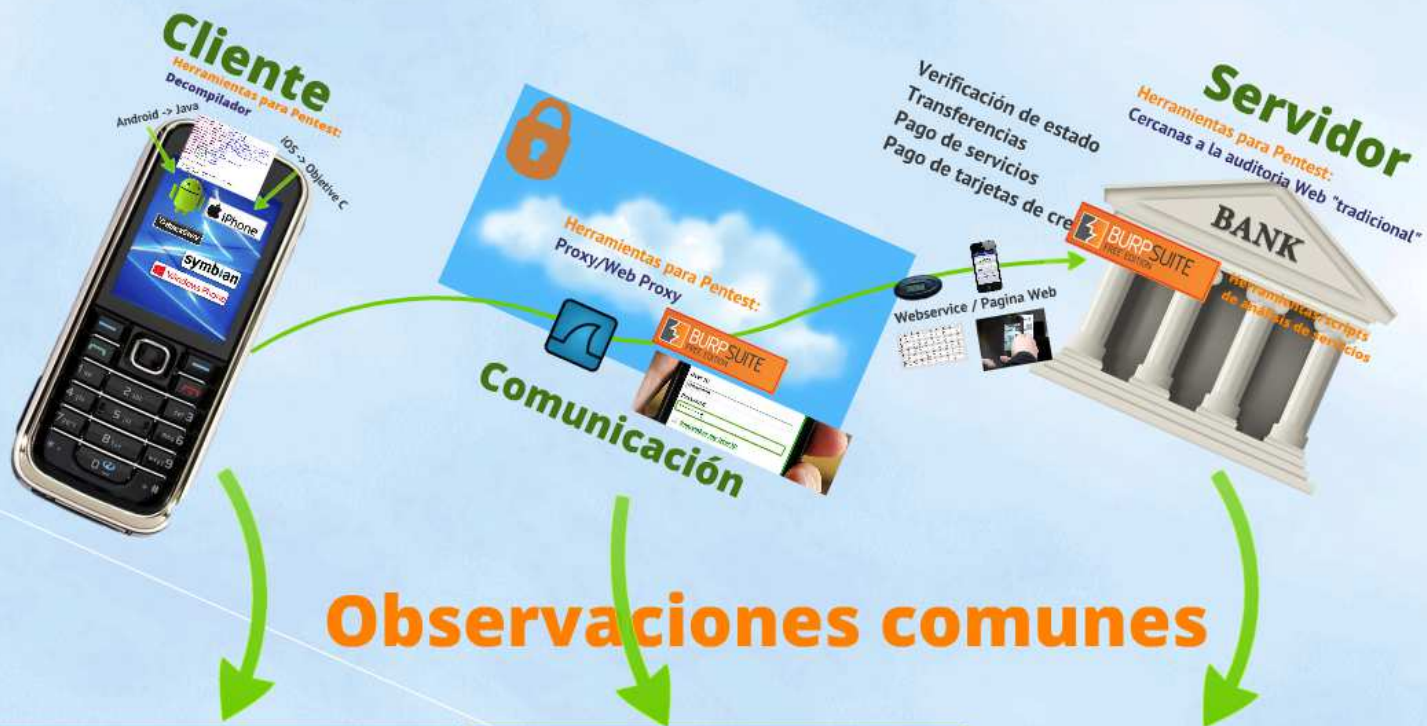 Cliente
Herramientas para Pentest:
Decompilador
Android -> Java
iOS -> Objetive C
iPhone
symbian
Windows Phone
Herramientas para Pentest:
Proxy/Web Proxy
BURPSUITE
FREE EDITION
Comunicación
Verificación de estado
Transferencias
Pago de servicios
Pago de tarjetas de cre
Webservice / Pagina Web
Servidor
Herramientas para Pentest:
Cercanas a la auditoria Web "tradicional"
BANK
BURPSUITE
FREE EDITION
Herramientas/scripts
de análisis de servicios
Observaciones comunes